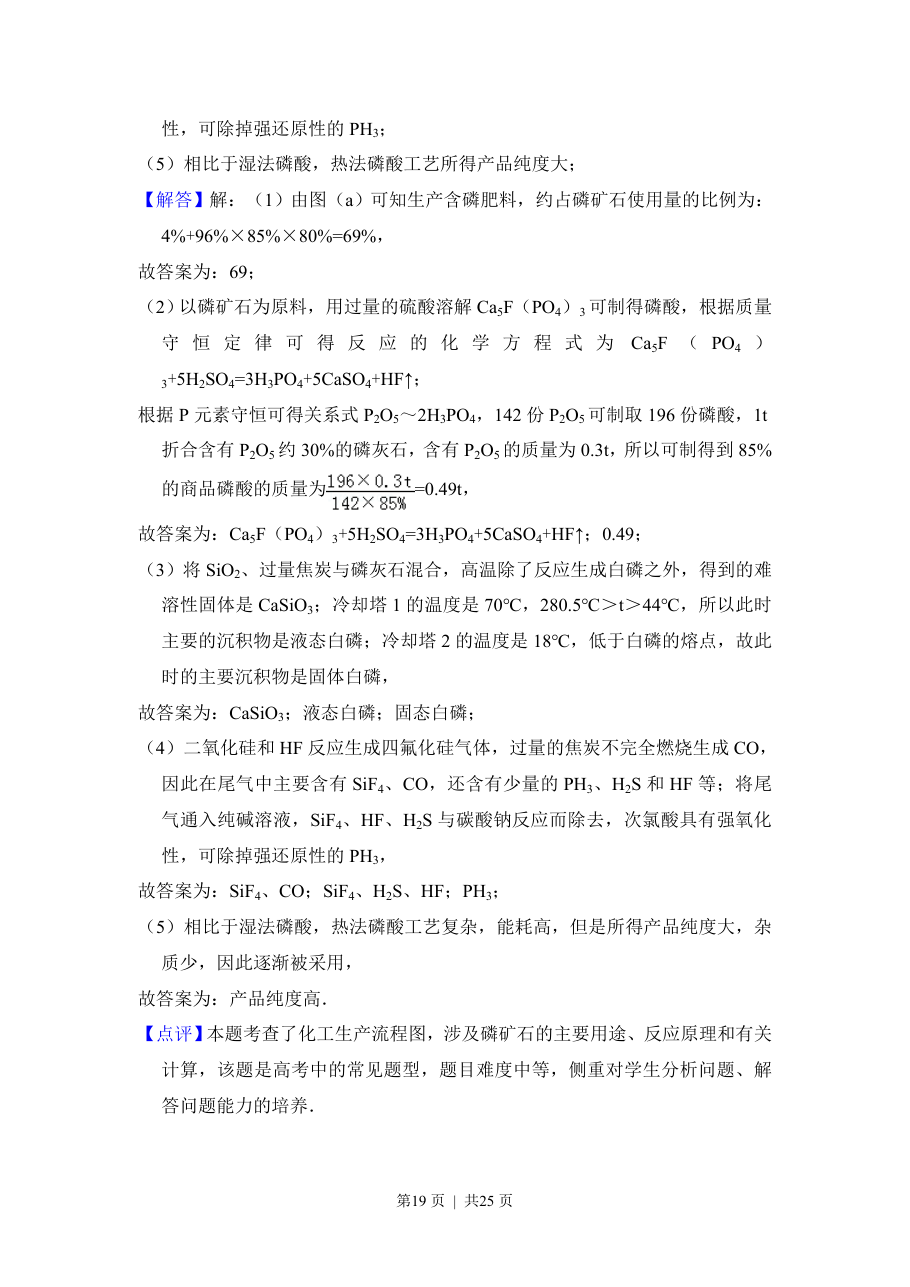 性，可除掉强还原性的 PH₃；
（5）相比于湿法磷酸，热法磷酸工艺所得产品纯度大；
【解答】解：（1）由图（a）可知生产含磷肥料，约占磷矿石使用量的比例为：
4%+96%×85%×80%=69%，
故答案为：69；
（2）以磷矿石为原料，用过量的硫酸溶解 Ca₅F（PO₄）₃可制得磷酸，根据质量
守恒定律可得反应的化学方程式为 Ca₅F（PO₄）
₃+5H₂SO₄=3H₃PO₄+5CaSO₄+HF↑；
根据 P 元素守恒可得关系式 P₂O₅～2H₃PO₄，142 份 P₂O₅可制取 196 份磷酸，1t
折合含有 P₂O₅约 30%的磷灰石，含有 P₂O₅的质量为 0.3t，所以可制得到 85%
的商品磷酸的质量为$\frac{196×0.3t}{142×85\%}$=0.49t，
故答案为：Ca₅F（PO₄）₃+5H₂SO₄=3H₃PO₄+5CaSO₄+HF↑；0.49；
（3）将 SiO₂、过量焦炭与磷灰石混合，高温除了反应生成白磷之外，得到的难
溶性固体是 CaSiO₃；冷却塔 1 的温度是 70℃，280.5℃＞t＞44℃，所以此时
主要的沉积物是液态白磷；冷却塔 2 的温度是 18℃，低于白磷的熔点，故此
时的主要沉积物是固体白磷，
故答案为：CaSiO₃；液态白磷；固态白磷；
（4）二氧化硅和 HF 反应生成四氟化硅气体，过量的焦炭不完全燃烧生成 CO，
因此在尾气中主要含有 SiF₄、CO，还含有少量的 PH₃、H₂S 和 HF 等；将尾
气通入纯碱溶液，SiF₄、HF、H₂S 与碳酸钠反应而除去，次氯酸具有强氧化
性，可除掉强还原性的 PH₃，
故答案为：SiF₄、CO；SiF₄、H₂S、HF；PH₃；
（5）相比于湿法磷酸，热法磷酸工艺复杂，能耗高，但是所得产品纯度大，杂
质少，因此逐渐被采用，
故答案为：产品纯度高．
【点评】本题考查了化工生产流程图，涉及磷矿石的主要用途、反应原理和有关
计算，该题是高考中的常见题型，题目难度中等，侧重对学生分析问题、解
答问题能力的培养．
第19 页 | 共25 页